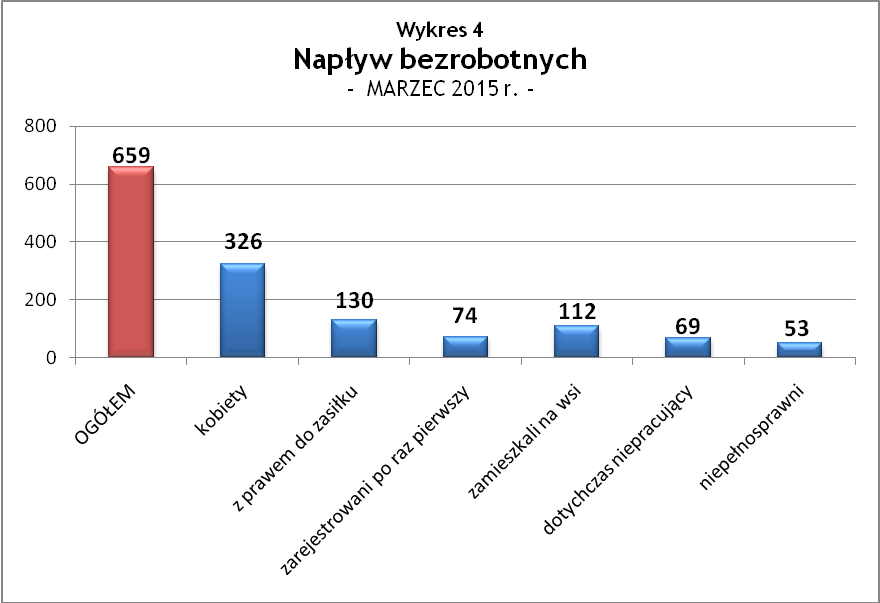 Wykres 4
Napływ bezrobotnych
- MARZEC 2015 r. -
800
600
400
200
0
659
326
130
74
112
69
53
OGÓŁEM
kobiety
z prawem do zasiłku
zarejestrowani po raz pierwszy
zamieszkali na wsi
dotychczas niepracujący
niepełnosprawni